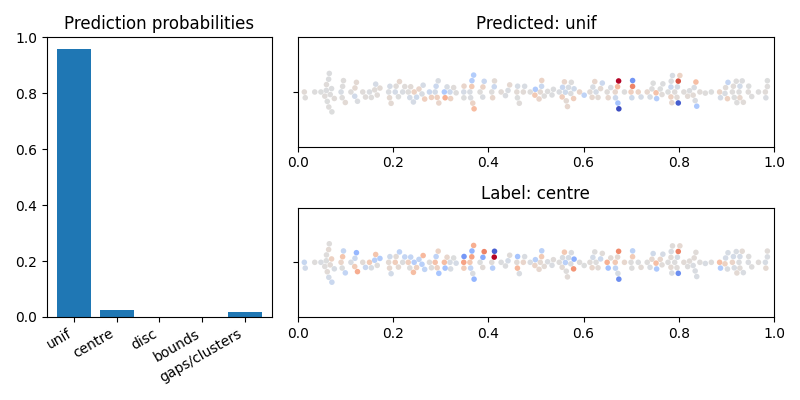 Prediction probabilities
1.0
0.8
0.6
0.4
0.2
0.0
unif
centre
disc
bounds
gaps/clusters
Predicted: unif
0.0 0.2 0.4 0.6 0.8 1.0
Label: centre
0.0 0.2 0.4 0.6 0.8 1.0